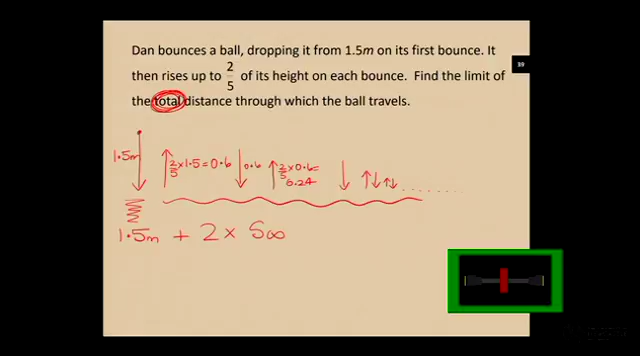 Dan bounces a ball, dropping it from 1.5m on its first bounce. It
then rises up to 2/5 of its height on each bounce. Find the limit of
the total distance through which the ball travels.
39
1.5m
2/5 × 1.5 = 0.6
0.6
2/5 × 0.6 =
0.24
1.5m + 2 × S∞